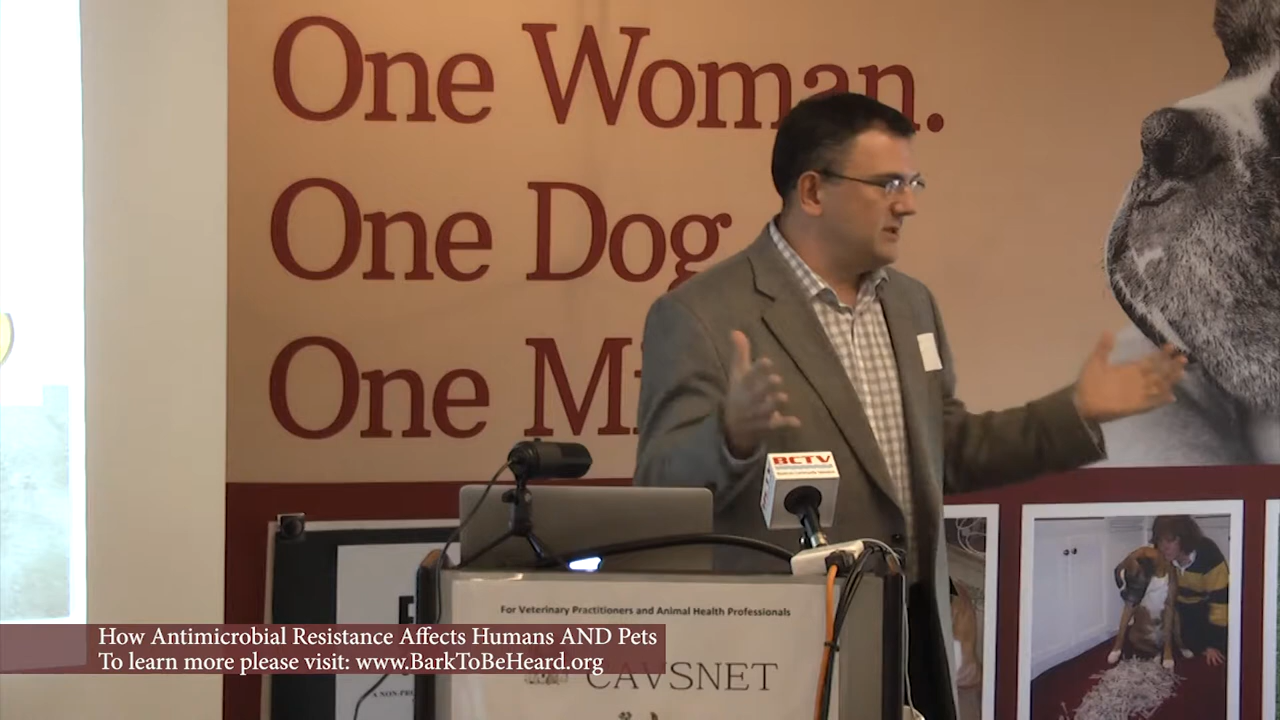 One Woman.
One Dog
One
BCTV
For Veterinary Practitioners and Animal Health Professionals
CAVSNET
How Antimicrobial Resistance Affects Humans AND Pets
To learn more please visit: www.BarkToBeHeard.org